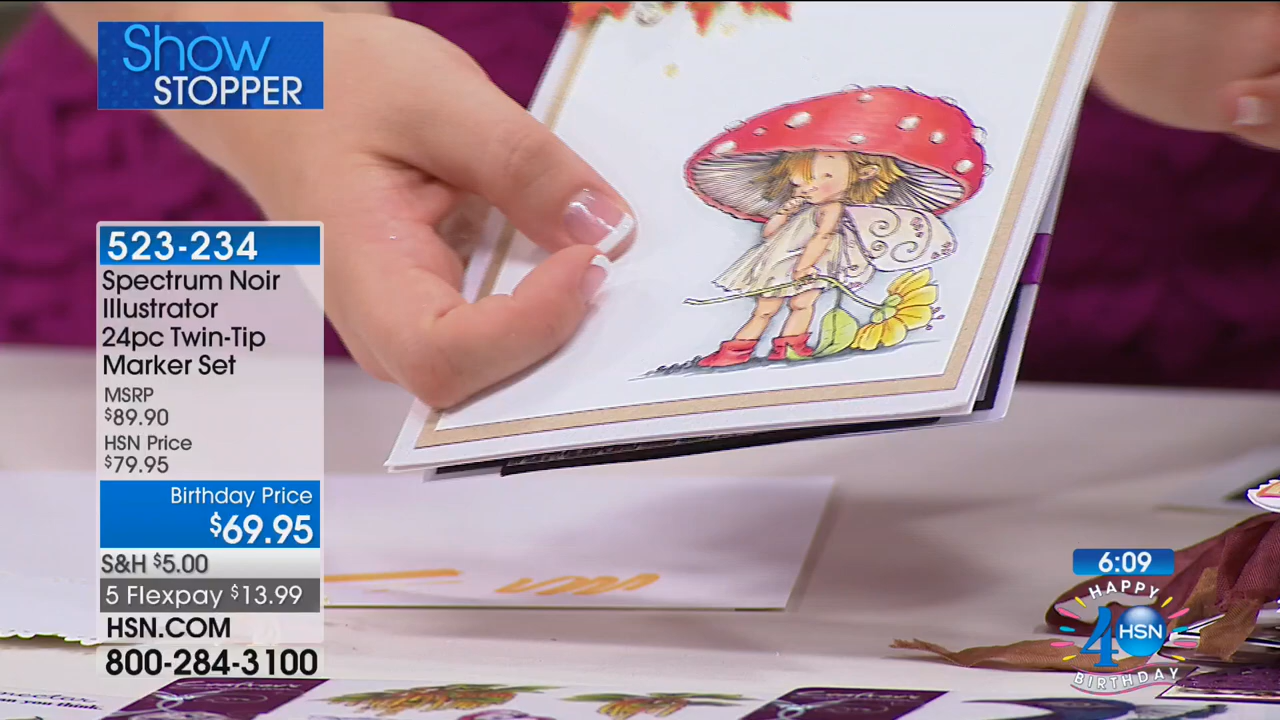 Show
STOPPER
523-234
Spectrum Noir
Illustrator
24pc Twin-Tip
Marker Set
MSRP
$89.90
HSN Price
$79.95
Birthday Price
$69.95
S&H $5.00
5 Flexpay $13.99
HSN.COM
800-284-3100
6:09
HAPPY
40 HSN
BIRTHDAY